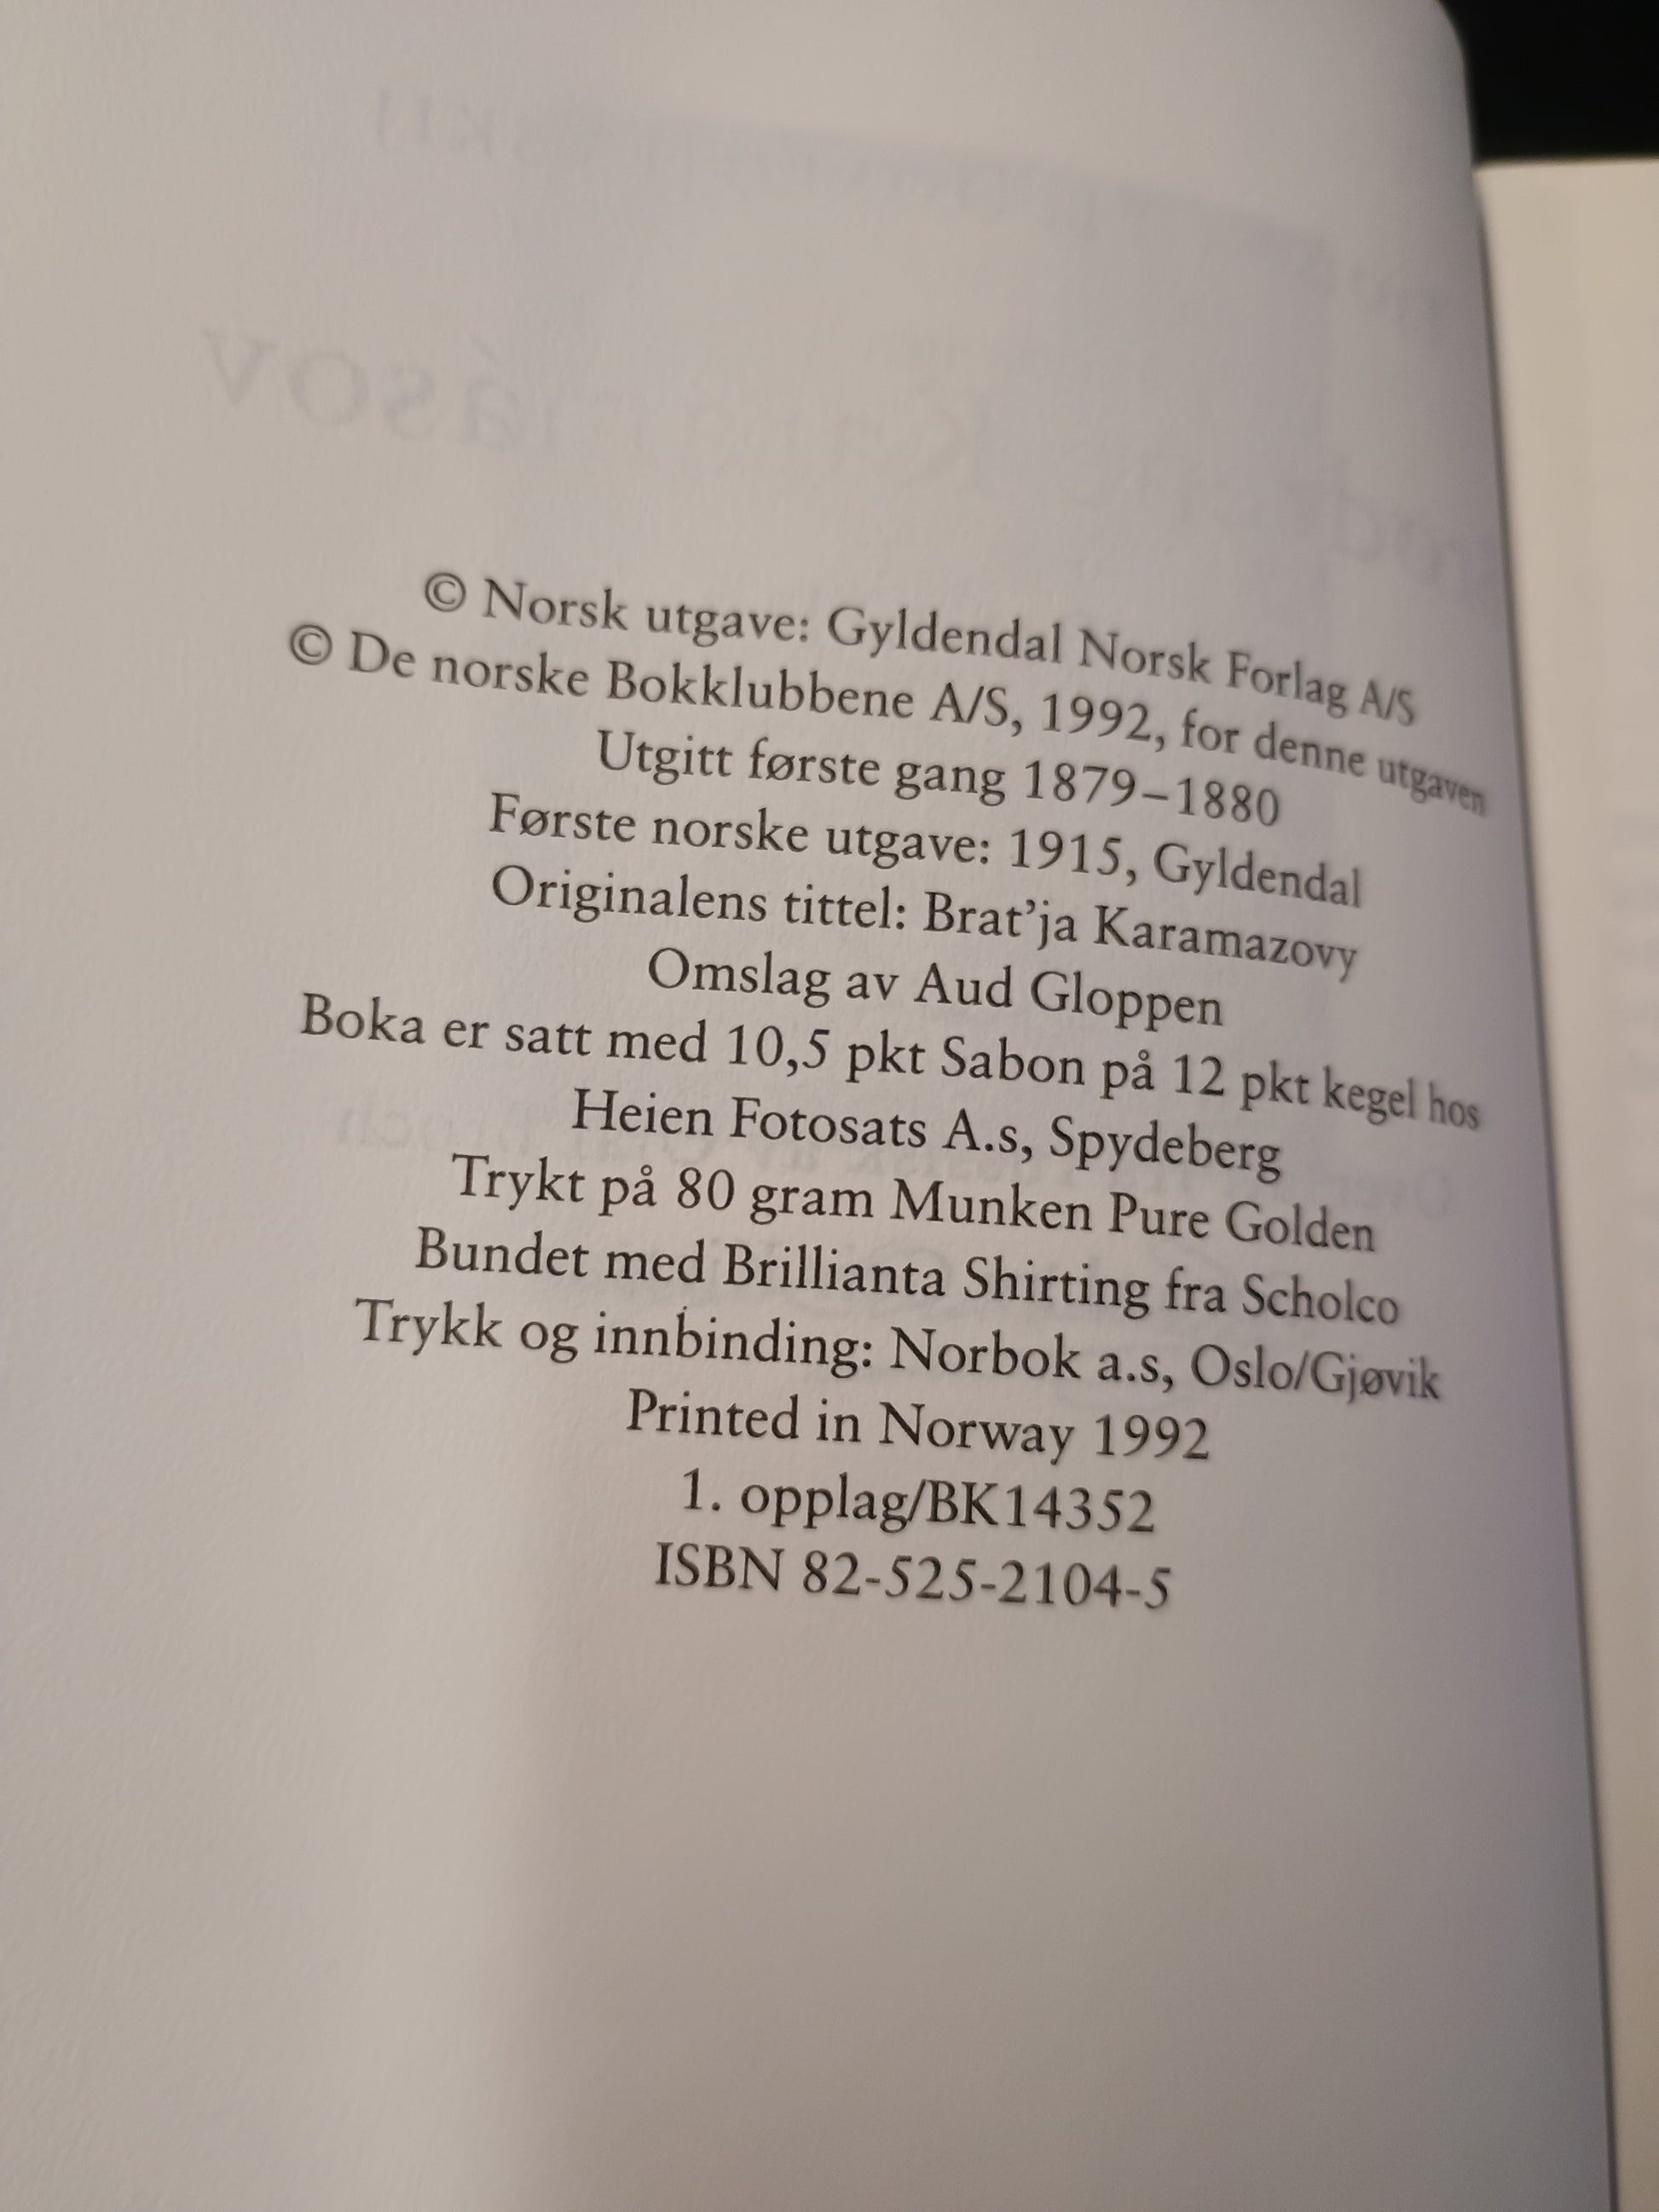 © Norsk utgave: Gyldendal Norsk Forlag A/S
© De norske Bokklubbene A/S, 1992, for denne utgaven
Utgitt første gang 1879–1880
Første norske utgave: 1915, Gyldendal
Originalens tittel: Brat’ja Karamazovy
Omslag av Aud Gloppen
Boka er satt med 10,5 pkt Sabon på 12 pkt kegel hos
Heien Fotosats A.s, Spydeberg
Trykt på 80 gram Munken Pure Golden
Bundet med Brillianta Shirting fra Scholco
Trykk og innbinding: Norbok a.s, Oslo/Gjøvik
Printed in Norway 1992
1. opplag/BK14352
ISBN 82-525-2104-5